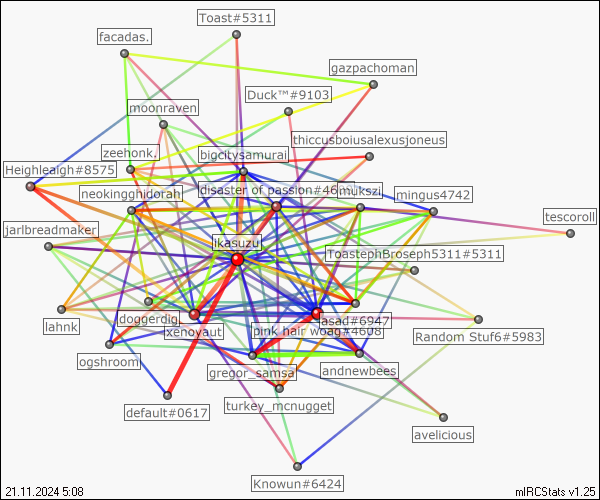 Toast#5311
facadas.
gazpachoman
Duck™#9103
moonraven
thiccusboiusalexusjoneus
zeehonk.
bigcitysamurai
Heighleaigh#8575
neokingghidorah
disaster of passion#46
mukszi
mingus4742
tescoroll
jarlbreadmaker
ikasuzu
ToastephBroseph5311#5311
lahnk
doggerdig.
xenovaut
pink hair woag#4608
asad#6947
Random Stuf6#5983
ogshroom
gregor_samsa
andnewbees
default#0617
turkey_mcnugget
avelicious
Knowun#6424
21.11.2024 5:08
mIRCStats v1.25